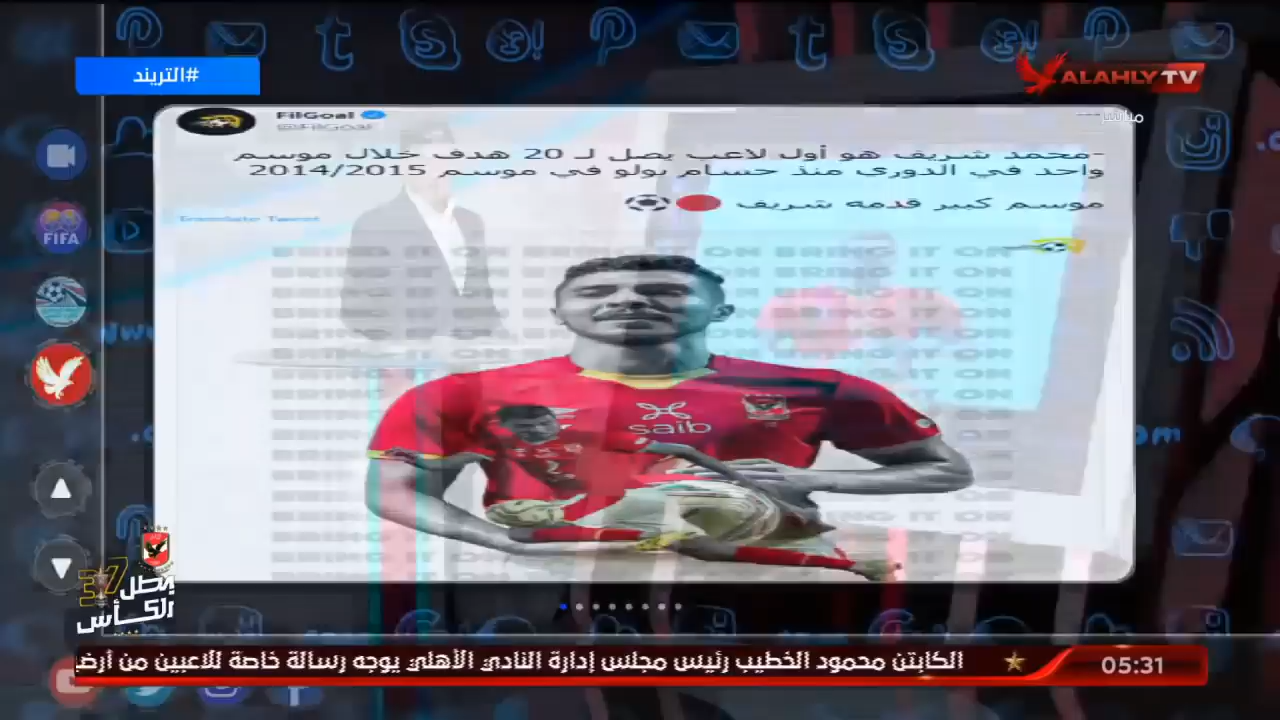 #التريند
ALAHLY TV
مباشر
FilGoal
@FilGoal
-محمد شريف هو أول لاعب يصل لـ 20 هدف خلال موسم
واحد في الدوري منذ حسام بولو في موسم 2014/2015
موسم كبير قدمه شريف
Translate Tweet
BRING IT ON BRING IT ON BRING IT ON
FIFA
saib
37
بطل
الكأس
الكابتن محمود الخطيب رئيس مجلس إدارة النادي الأهلي يوجه رسالة خاصة للاعبين من أرض
05:31